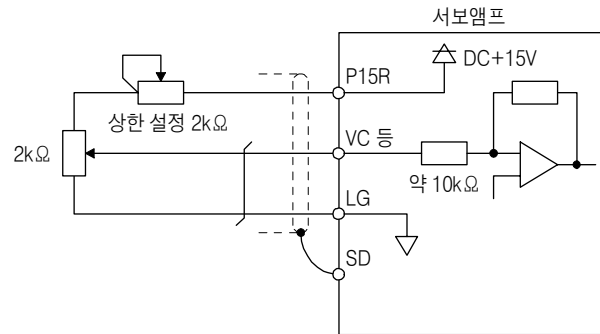 서보앰프
P15R
DC+15V
상한 설정 2kΩ
2kΩ
VC 등
약 10kΩ
LG
SD